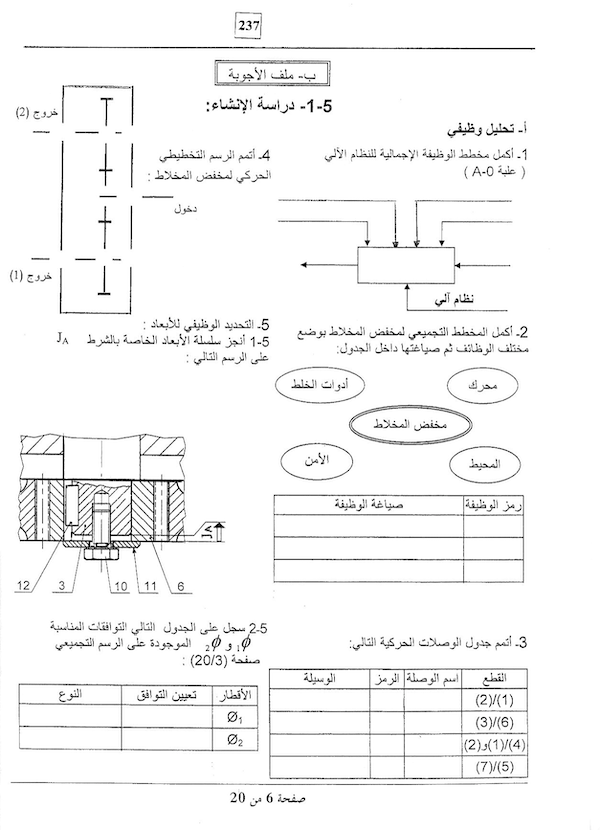 237
ب- ملف الأجوبة
5-1- دراسة الإنشاء:
أ- تحليل وظيفي
1- أكمل مخطط الوظيفة الإجمالية للنظام الآلي
( علبة A-0 )
نظام آلي
2- أكمل المخطط التجميعي لمخفض المخلاط بوضع
مختلف الوظائف ثم صياغتها داخل الجدول:
محرك
أدوات الخلط
مخفض المخلاط
المحيط
الأمن
رمز الوظيفة
صياغة الوظيفة
3- أتمم جدول الوصلات الحركية التالي:
القطع
اسم الوصلة
الرمز
الوسيلة
(2)/(1)
(3)/(6)
(4)/(1)و(2)
(7)/(5)
4- أتمم الرسم التخطيطي
الحركي لمخفض المخلاط :
خروج (2)
دخول
خروج (1)
5- التحديد الوظيفي للأبعاد :
5-1 أنجز سلسلة الأبعاد الخاصة بالشرط JA
على الرسم التالي :
JA
12
3
10
11
6
5-2 سجل على الجدول التالي التوافقات المناسبة
ϕ1 و ϕ2 الموجودة على الرسم التجميعي
صفحة (20/3) :
الأقطار
تعيين التوافق
النوع
Ø1
Ø2
صفحة 6 من 20